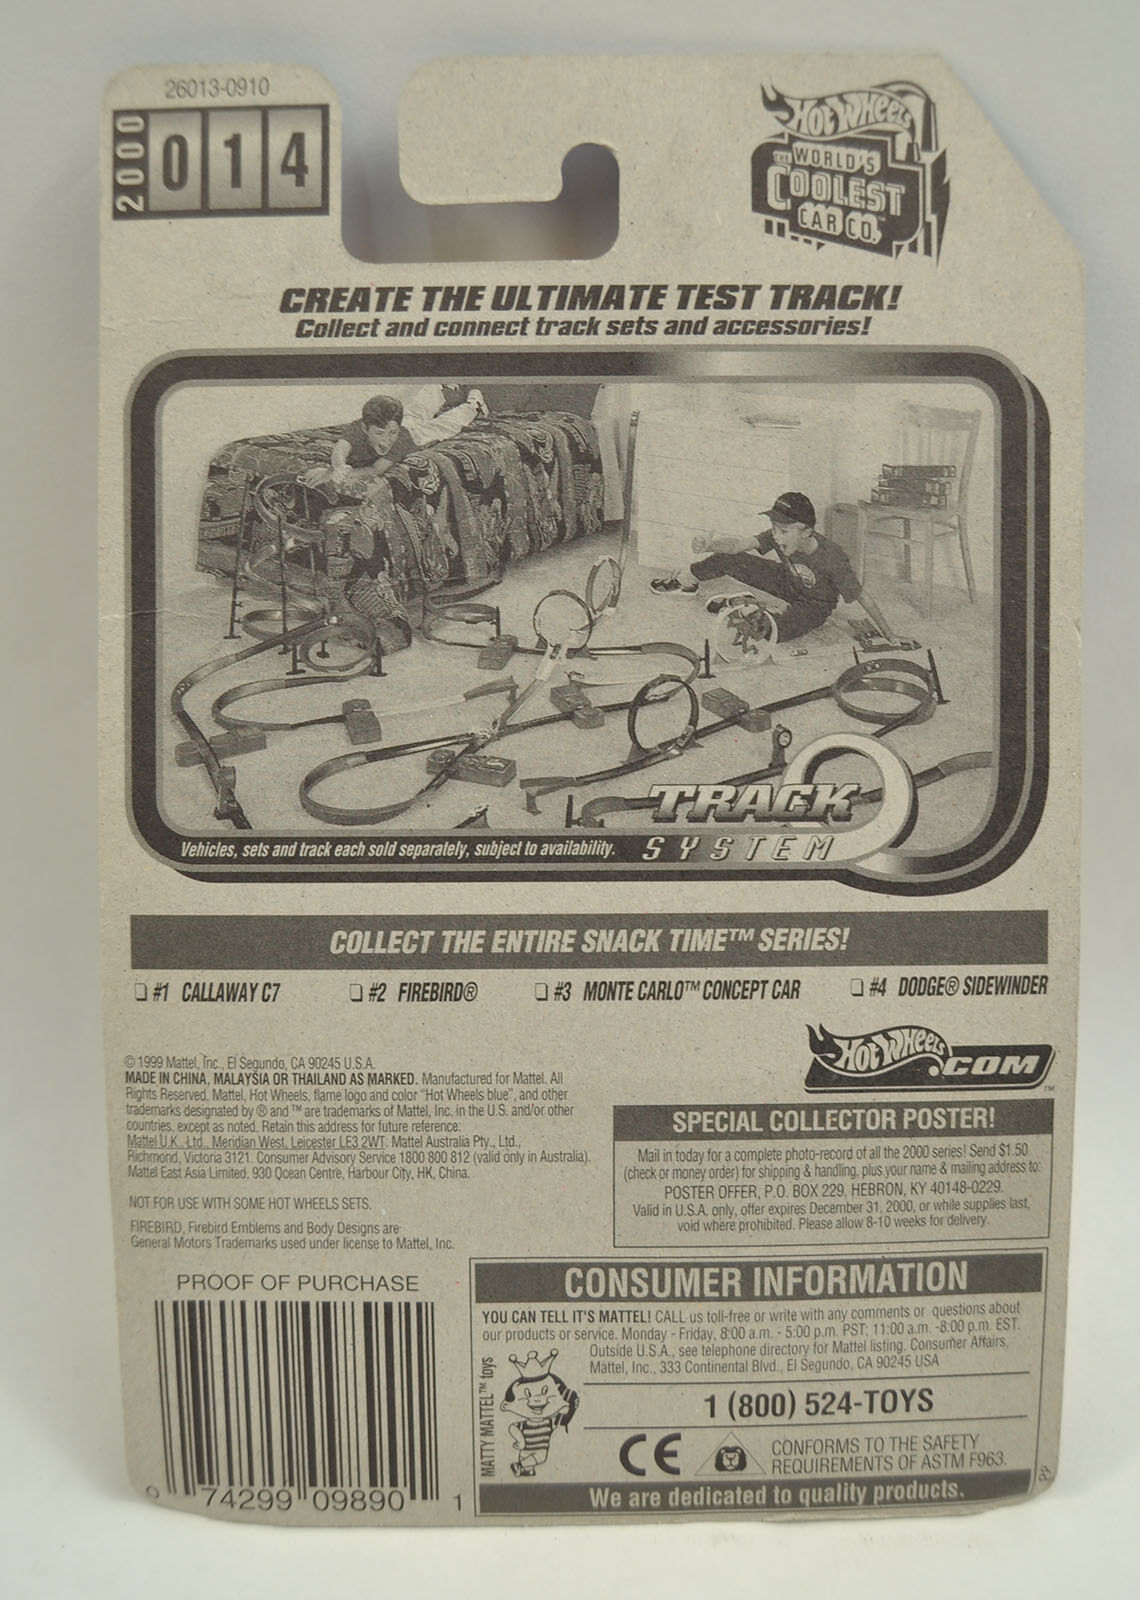 26013-0910
2000
014
HOT WHEELS
THE WORLD'S
COOLEST
CAR CO.™
CREATE THE ULTIMATE TEST TRACK!
Collect and connect track sets and accessories!
TRACK
SYSTEM
Vehicles, sets and track each sold separately, subject to availability.
COLLECT THE ENTIRE SNACK TIME™ SERIES!
❏ #1 CALLAWAY C7 ❏ #2 FIREBIRD® ❏ #3 MONTE CARLO™ CONCEPT CAR ❏ #4 DODGE® SIDEWINDER
© 1999 Mattel, Inc., El Segundo, CA 90245 U.S.A.
MADE IN CHINA, MALAYSIA OR THAILAND AS MARKED. Manufactured for Mattel. All
Rights Reserved. Mattel, Hot Wheels, flame logo and color "Hot Wheels blue", and other
trademarks designated by ® and ™ are trademarks of Mattel, Inc. in the U.S. and/or other
countries, except as noted. Retain this address for future reference:
Mattel U.K., Ltd., Meridian West, Leicester LE3 2WT. Mattel Australia Pty., Ltd.,
Richmond, Victoria 3121. Consumer Advisory Service 1800 800 812 (valid only in Australia).
Mattel East Asia Limited, 930 Ocean Centre, Harbour City, HK, China.
NOT FOR USE WITH SOME HOT WHEELS SETS.
FIREBIRD, Firebird Emblems and Body Designs are
General Motors Trademarks used under license to Mattel, Inc.
HOT WHEELS.COM™
SPECIAL COLLECTOR POSTER!
Mail in today for a complete photo-record of all the 2000 series! Send $1.50
(check or money order) for shipping & handling, plus your name & mailing address to:
POSTER OFFER, P.O. BOX 229, HEBRON, KY 40148-0229.
Valid in U.S.A. only, offer expires December 31, 2000, or while supplies last,
void where prohibited. Please allow 8-10 weeks for delivery.
PROOF OF PURCHASE
0 74299 09890 1
CONSUMER INFORMATION
YOU CAN TELL IT'S MATTEL! CALL us toll-free or write with any comments or questions about
our products or service. Monday - Friday, 8:00 a.m. - 5:00 p.m. PST; 11:00 a.m. -8:00 p.m. EST.
Outside U.S.A., see telephone directory for Mattel listing. Consumer Affairs,
Mattel, Inc., 333 Continental Blvd., El Segundo, CA 90245 USA
MATTY MATTEL™ toys
1 (800) 524-TOYS
CE
CONFORMS TO THE SAFETY
REQUIREMENTS OF ASTM F963.
We are dedicated to quality products.